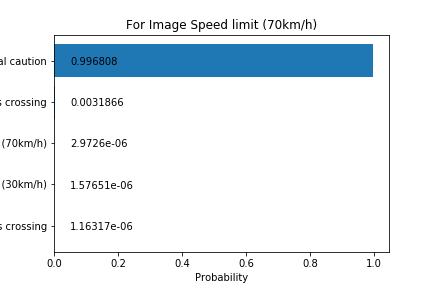 For Image Speed limit (70km/h)
al caution 0.996808
s crossing 0.0031866
(70km/h) 2.9726e-06
(30km/h) 1.57651e-06
s crossing 1.16317e-06
0.0 0.2 0.4 0.6 0.8 1.0
Probability